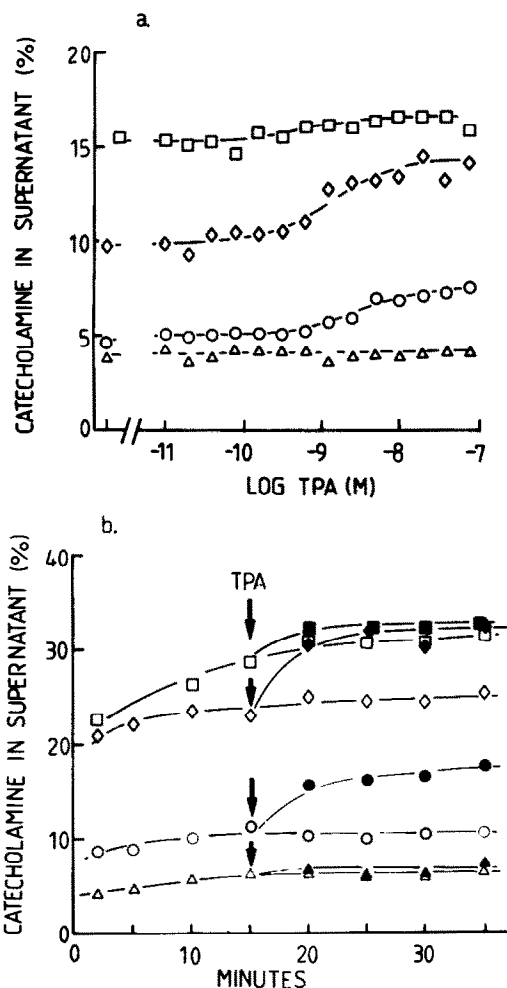 a.
CATECHOLAMINE IN SUPERNATANT (%)
20
15
10
5
0
-11 -10 -9 -8 -7
LOG TPA (M)
b.
CATECHOLAMINE IN SUPERNATANT (%)
40
30
20
10
0
TPA
0 10 20 30
MINUTES